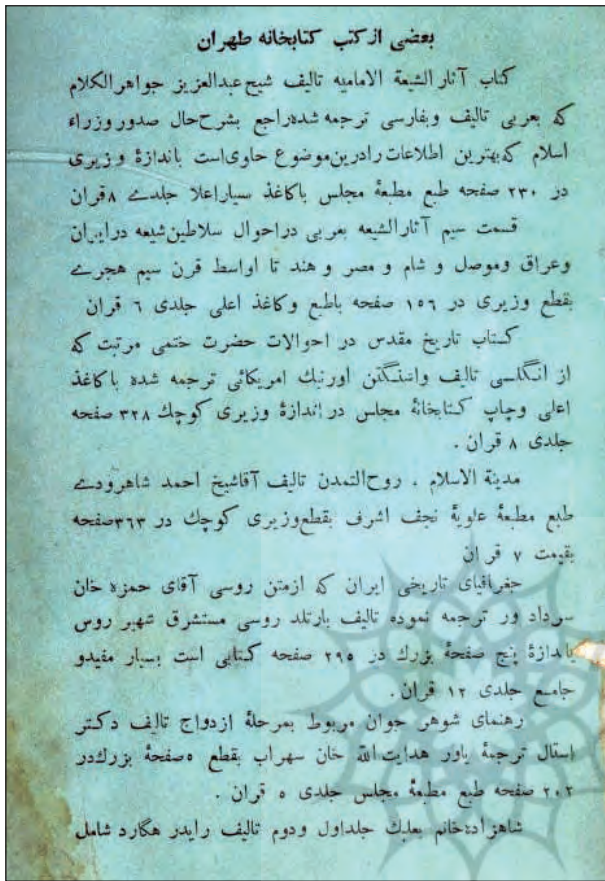 بعضی از کتب کتابخانه طهران
کتاب آثار الشیعة الامامیه تالیف شیخ عبدالعزیز جواهرالکلام
که بعربی تالیف وبفارسی ترجمه شده راجع بشرح حال صدور وزراء
اسلام که بهترین اطلاعات رادرین موضوع حاوی است باندازهٔ وزیری
در ۲۳۰ صفحه طبع مطبعهٔ مجلس باکاغذ بسیار اعلا جلدی ۸ قران
قسمت سیم آثار الشیعه بعربی در احوال سلاطین شیعه در ایران
وعراق وموصل و شام و مصر و هند تا اواسط قرن سیم هجری
بقطع وزیری در ۱۵۶ صفحه باطبع وکاغذ اعلی جلدی ۶ قران
کتاب تاریخ مقدس در احوالات حضرت ختمی مرتبت که
از انگلسی تالیف واشنگتن اورنیك امریکائی ترجمه شده باکاغذ
اعلی وچاپ کتابخانهٔ مجلس در اندازهٔ وزیری کوچك ۳۲۸ صفحه
جلدی ۸ قران .
مدینة الاسلام . روح التمدن تالیف آقاشیخ احمد شاهرودی
طبع مطبعهٔ علویهٔ نجف اشرف بقطع وزیری کوچك در ۳۶۳ صفحه
بقیمت ۷ قران
جغرافیای تاریخی ایران که ازمتن روسی آقای حمزه خان
سرداد ور ترجمه نموده تالیف بارتلد روسی مستشرق شهیر روس
باندازهٔ پنج صفحهٔ بزرك در ۲۹۵ صفحه کتابی است بسیار مفیدو
جامع جلدی ۱۲ قران .
رهنمای شوهر جوان مربوط بمرحلهٔ ازدواج تالیف دکتر
استال ترجمهٔ یاور هدایت الله خان سهراب بقطع ۵ صفحهٔ بزرك در
۲۰۲ صفحه طبع مطبعهٔ مجلس جلدی ۵ قران .
شاهزاده خانم بعلبك جلداول ودوم تالیف رایدر هگارد شامل